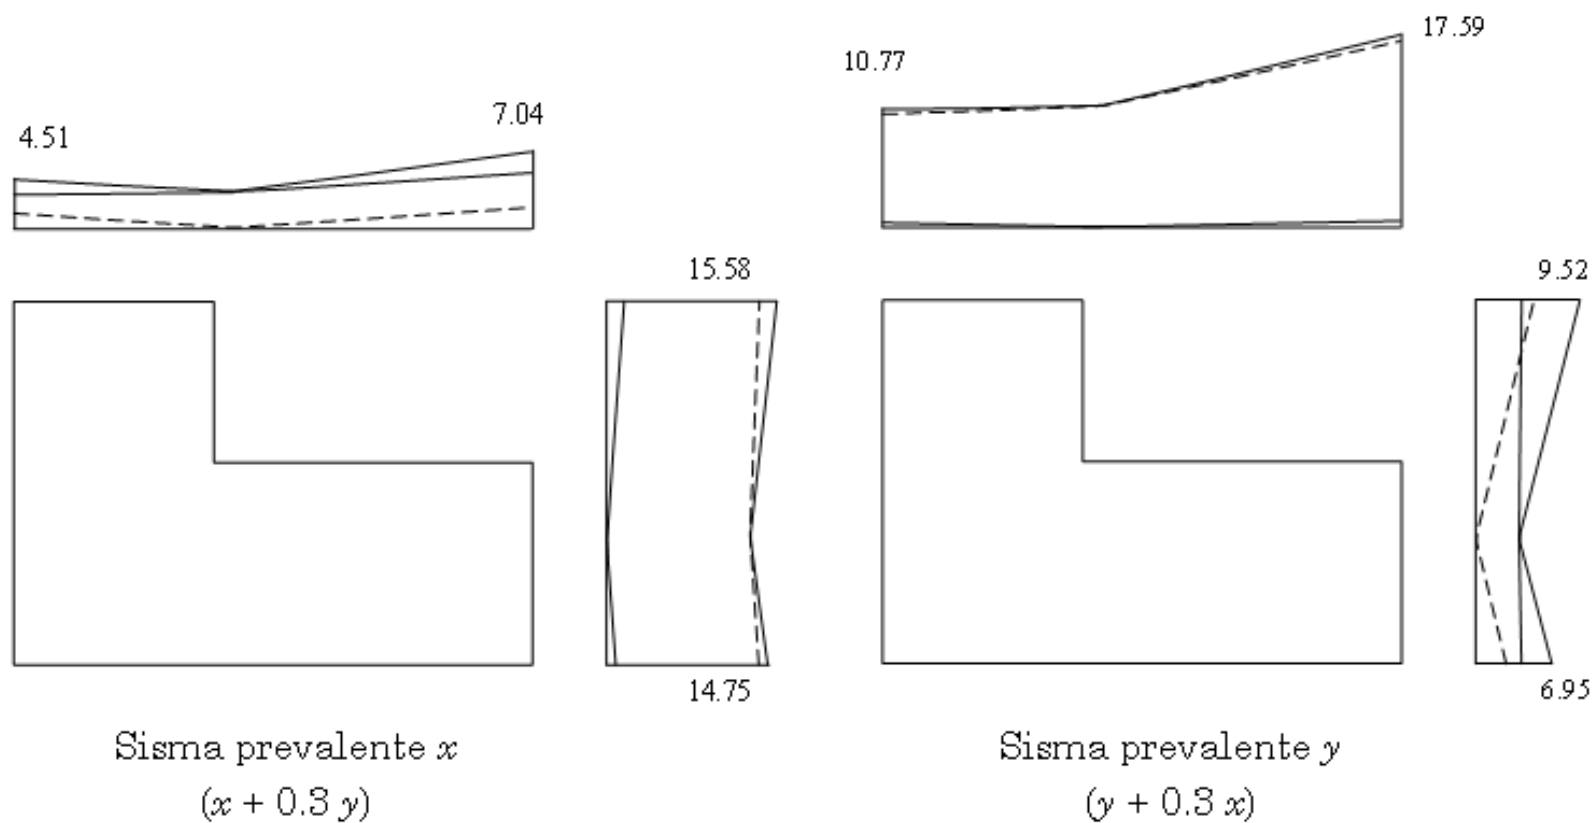 4.51
7.04
15.58
14.75
Sisma prevalente x
(x + 0.3 y)
10.77
17.59
9.52
6.95
Sisma prevalente y
(y + 0.3 x)